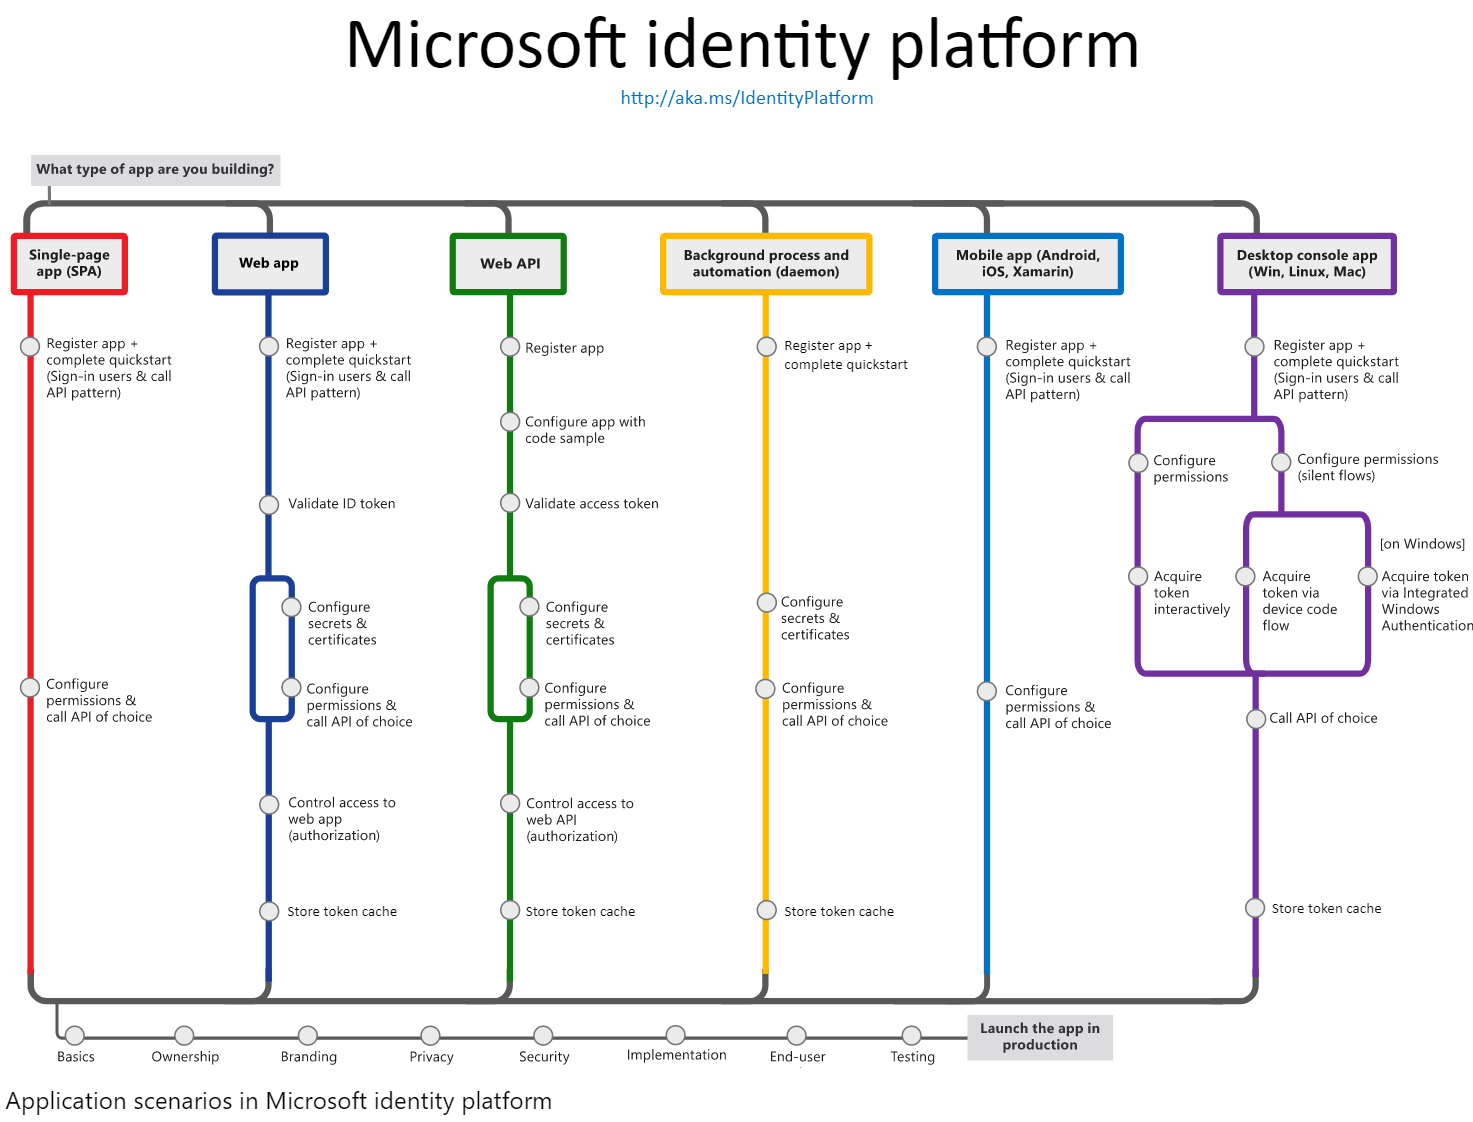 Microsoft identity platform
http://aka.ms/IdentityPlatform
What type of app are you building?
Single-page
app (SPA)
Web app
Web API
Background process and
automation (daemon)
Mobile app (Android,
iOS, Xamarin)
Desktop console app
(Win, Linux, Mac)
Register app +
complete quickstart
(Sign-in users & call
API pattern)
Configure
permissions &
call API of choice
Register app +
complete quickstart
(Sign-in users & call
API pattern)
Validate ID token
Configure
secrets &
certificates
Configure
permissions &
call API of choice
Control access to
web app
(authorization)
Store token cache
Register app
Configure app with
code sample
Validate access token
Configure
secrets &
certificates
Configure
permissions &
call API of choice
Control access to
web API
(authorization)
Store token cache
Register app +
complete quickstart
Configure
secrets &
certificates
Configure
permissions &
call API of choice
Store token cache
Register app +
complete quickstart
(Sign-in users & call
API pattern)
Configure
permissions &
call API of choice
Register app +
complete quickstart
(Sign-in users & call
API pattern)
Configure
permissions
Configure permissions
(silent flows)
[on Windows]
Acquire
token
interactively
Acquire
token via
device code
flow
Acquire token
via Integrated
Windows
Authentication
Call API of choice
Store token cache
Basics
Ownership
Branding
Privacy
Security
Implementation
End-user
Testing
Launch the app in
production
Application scenarios in Microsoft identity platform